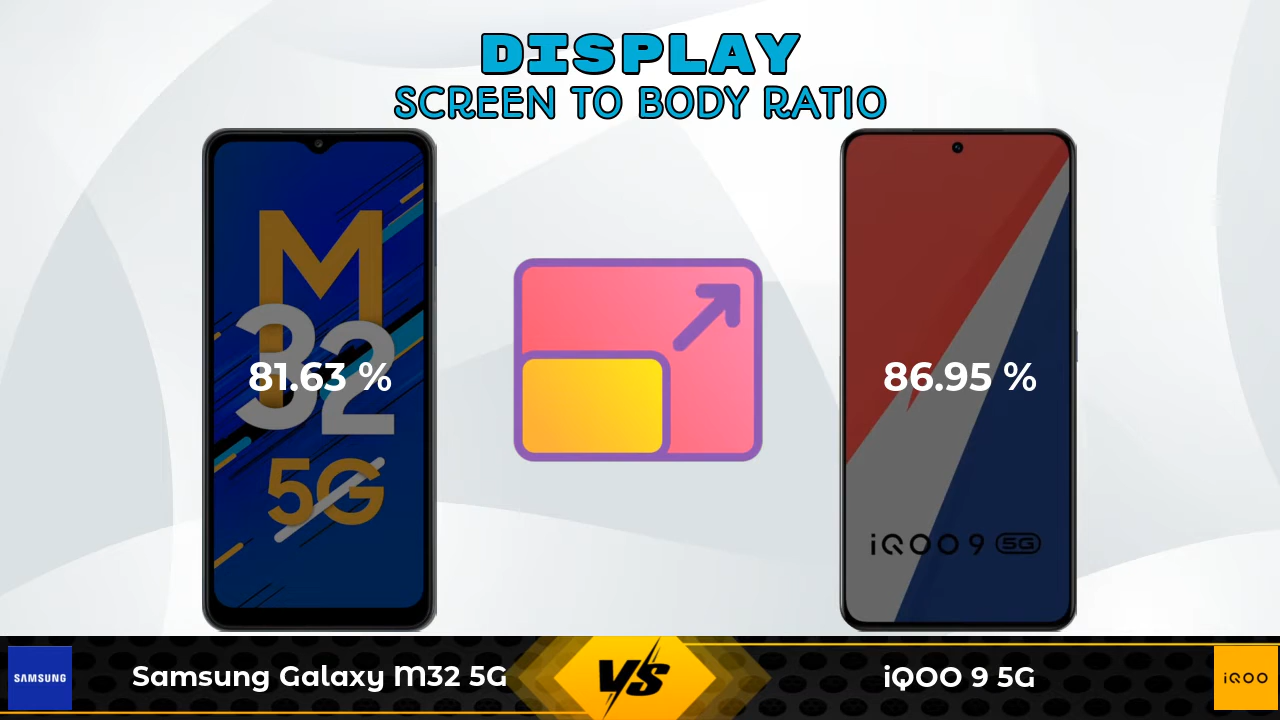 DISPLAY
SCREEN TO BODY RATIO
M
32
5G
81.63 %
86.95 %
iQOO 9 5G
SAMSUNG
Samsung Galaxy M32 5G
VS
iQOO 9 5G
iQOO